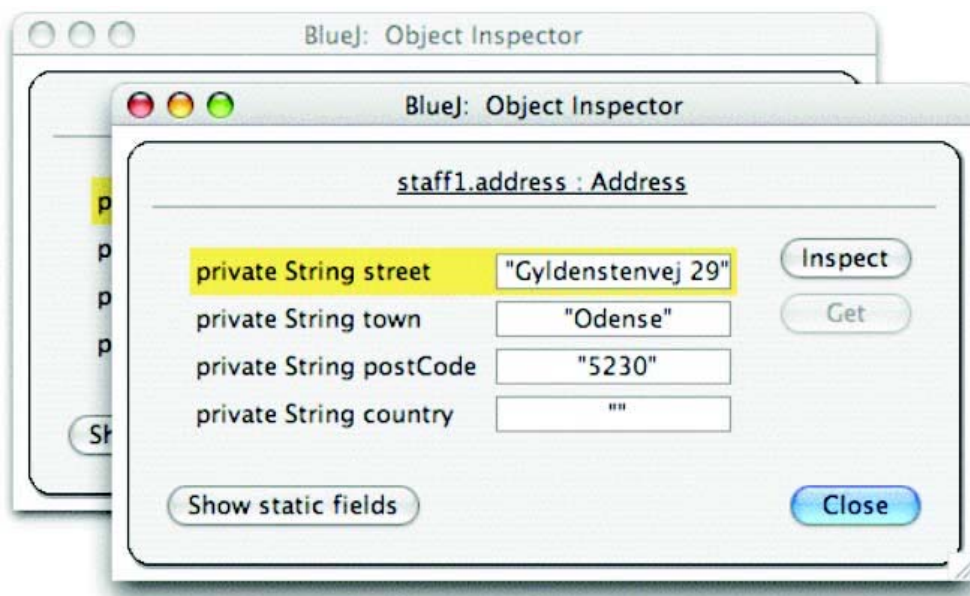 BlueJ: Object Inspector
BlueJ: Object Inspector
staff1.address : Address
private String street "Gyldenstenvej 29"
Inspect
private String town "Odense"
Get
private String postCode "5230"
private String country ""
Show static fields
Close